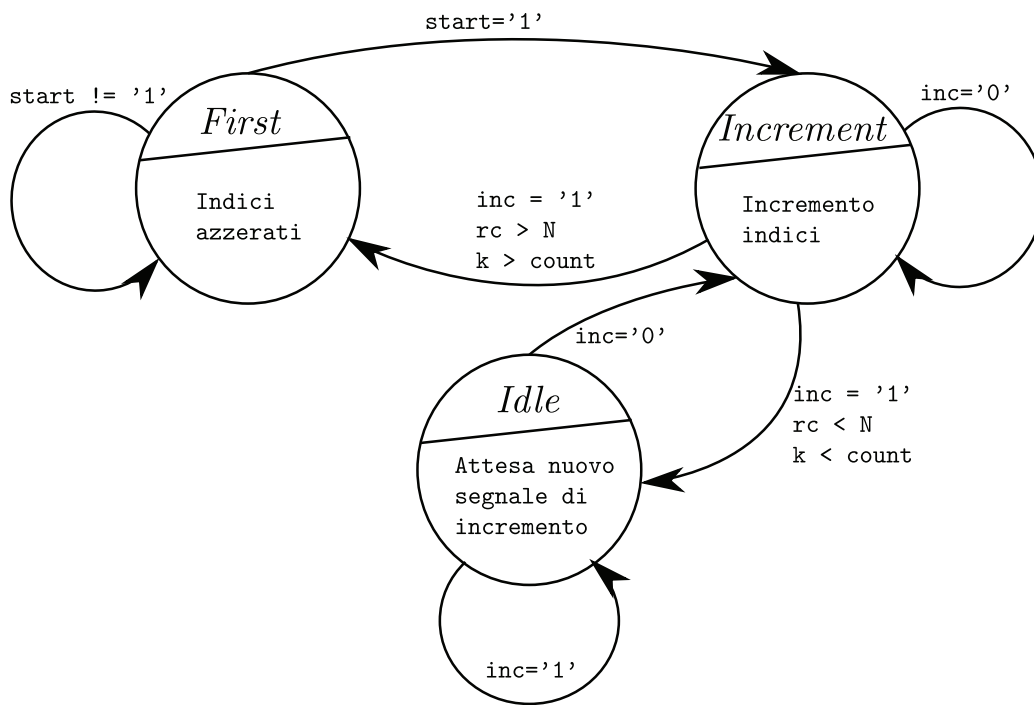 start='1'
start != '1'
First
Indici
azzerati
Increment
inc='0'
Incremento
indici
inc = '1'
rc > N
k > count
inc='0'
Idle
Attesa nuovo
segnale di
incremento
inc = '1'
rc < N
k < count
inc='1'